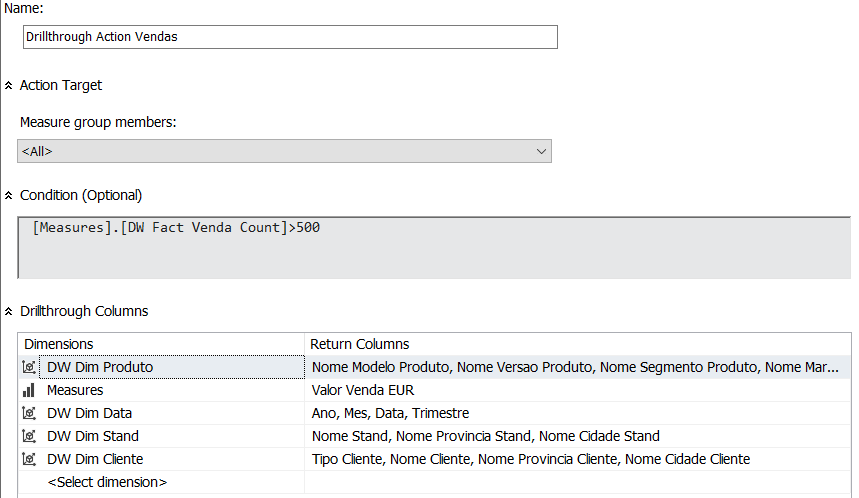 Name:
Drillthrough Action Vendas
Action Target
Measure group members:
<All>
Condition (Optional)
[Measures].[DW Fact Venda Count]>500
Drillthrough Columns
Dimensions Return Columns
DW Dim Produto Nome Modelo Produto, Nome Versao Produto, Nome Segmento Produto, Nome Mar...
Measures Valor Venda EUR
DW Dim Data Ano, Mes, Data, Trimestre
DW Dim Stand Nome Stand, Nome Provincia Stand, Nome Cidade Stand
DW Dim Cliente Tipo Cliente, Nome Cliente, Nome Provincia Cliente, Nome Cidade Cliente
<Select dimension>